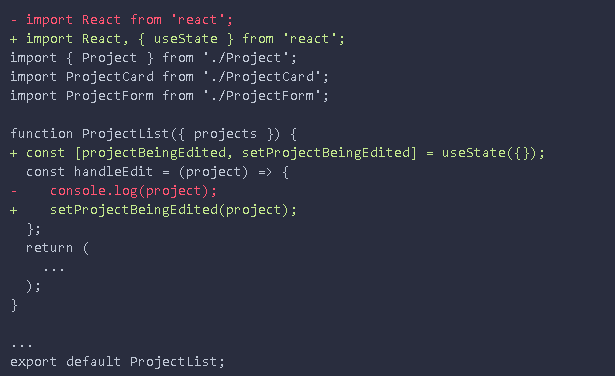 - import React from 'react';
+ import React, { useState } from 'react';
import { Project } from './Project';
import ProjectCard from './ProjectCard';
import ProjectForm from './ProjectForm';

function ProjectList({ projects }) {
+ const [projectBeingEdited, setProjectBeingEdited] = useState({});
  const handleEdit = (project) => {
-    console.log(project);
+    setProjectBeingEdited(project);
  };
  return (
    ...
  );
}

...
export default ProjectList;